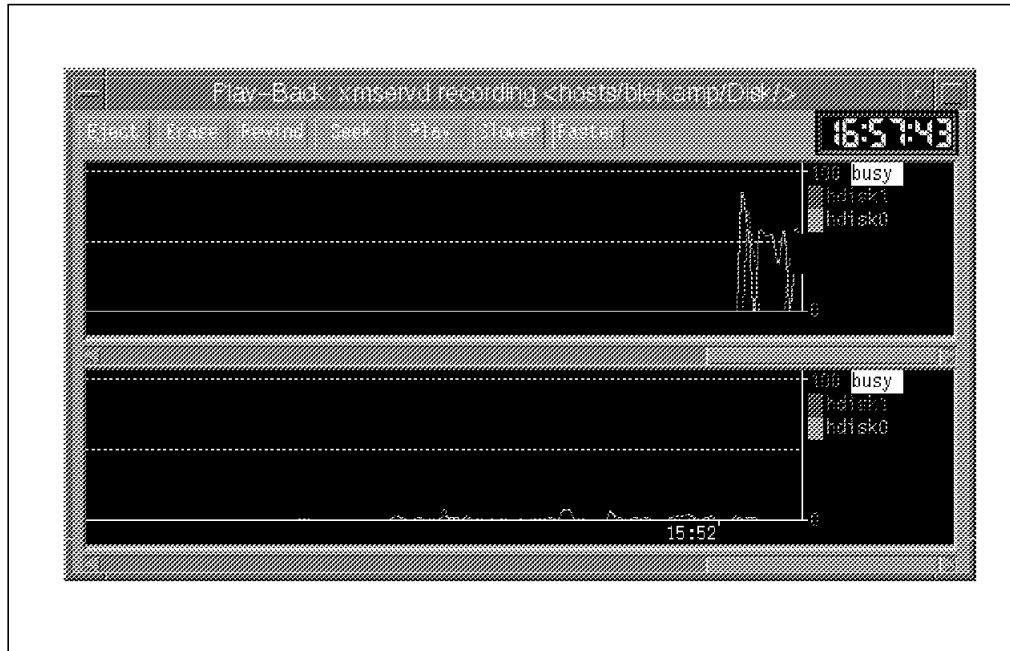 Play-Back: xmservd recording <hosts/bleikamp/Disk/>
Eject Erase Rewind Seek Play Slower Faster
16:57:43
100 busy
hdisk1
hdisk0
0
100 busy
hdisk1
hdisk0
0
15:52